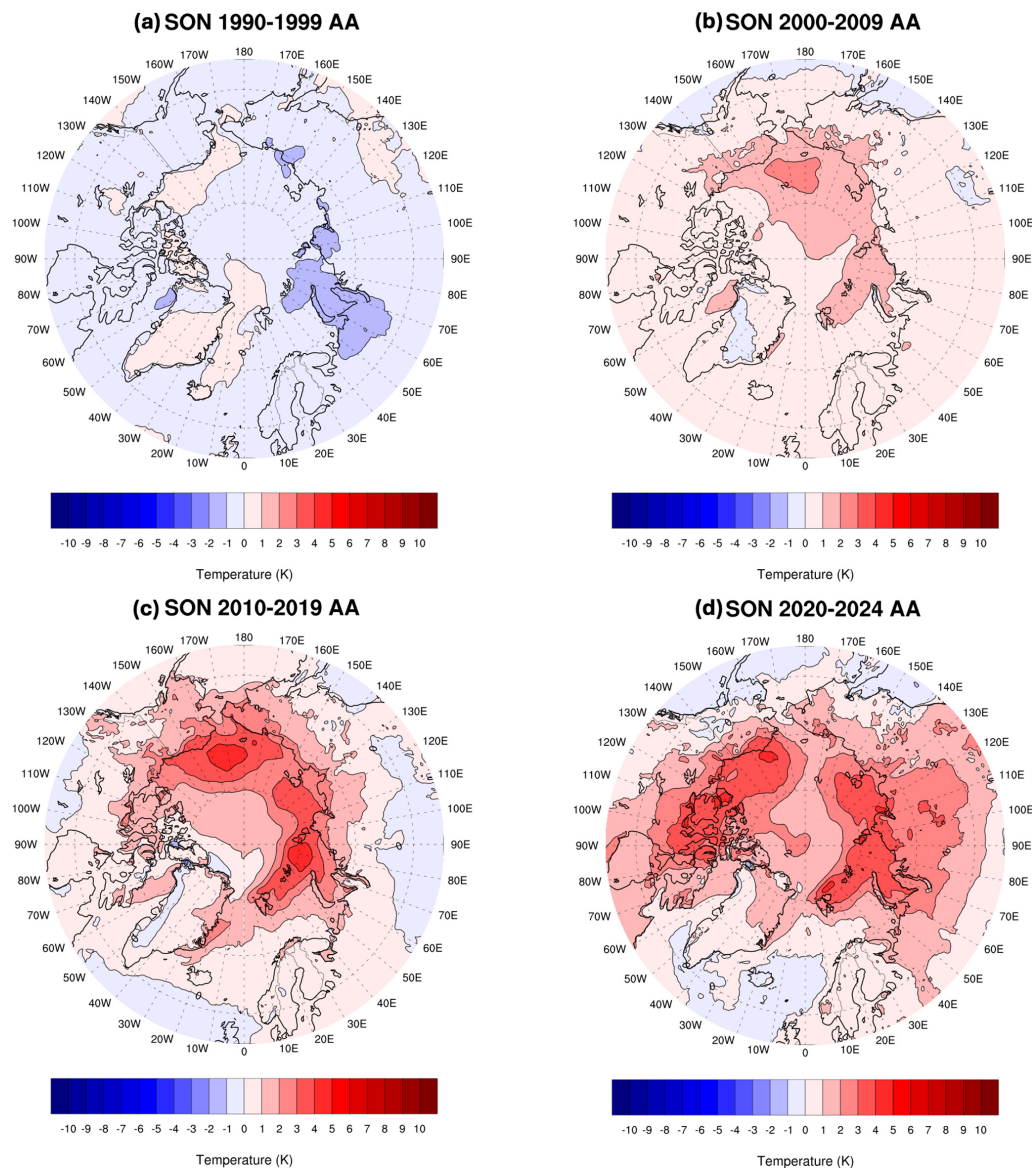 (a) SON 1990-1999 AA
170W 180 170E
160W 160E
150W 150E
140W 140E
130W 130E
120W 120E
110W 110E
100W 100E
90W 90E
80W 80E
70W 70E
60W 60E
50W 50E
40W 40E
30W 30E
20W 20E
10W 0 10E
-10 -9 -8 -7 -6 -5 -4 -3 -2 -1 0 1 2 3 4 5 6 7 8 9 10
Temperature (K)
(b) SON 2000-2009 AA
170W 180 170E
160W 160E
150W 150E
140W 140E
130W 130E
120W 120E
110W 110E
100W 100E
90W 90E
80W 80E
70W 70E
60W 60E
50W 50E
40W 40E
30W 30E
20W 20E
10W 0 10E
-10 -9 -8 -7 -6 -5 -4 -3 -2 -1 0 1 2 3 4 5 6 7 8 9 10
Temperature (K)
(c) SON 2010-2019 AA
170W 180 170E
160W 160E
150W 150E
140W 140E
130W 130E
120W 120E
110W 110E
100W 100E
90W 90E
80W 80E
70W 70E
60W 60E
50W 50E
40W 40E
30W 30E
20W 20E
10W 0 10E
-10 -9 -8 -7 -6 -5 -4 -3 -2 -1 0 1 2 3 4 5 6 7 8 9 10
Temperature (K)
(d) SON 2020-2024 AA
170W 180 170E
160W 160E
150W 150E
140W 140E
130W 130E
120W 120E
110W 110E
100W 100E
90W 90E
80W 80E
70W 70E
60W 60E
50W 50E
40W 40E
30W 30E
20W 20E
10W 0 10E
-10 -9 -8 -7 -6 -5 -4 -3 -2 -1 0 1 2 3 4 5 6 7 8 9 10
Temperature (K)